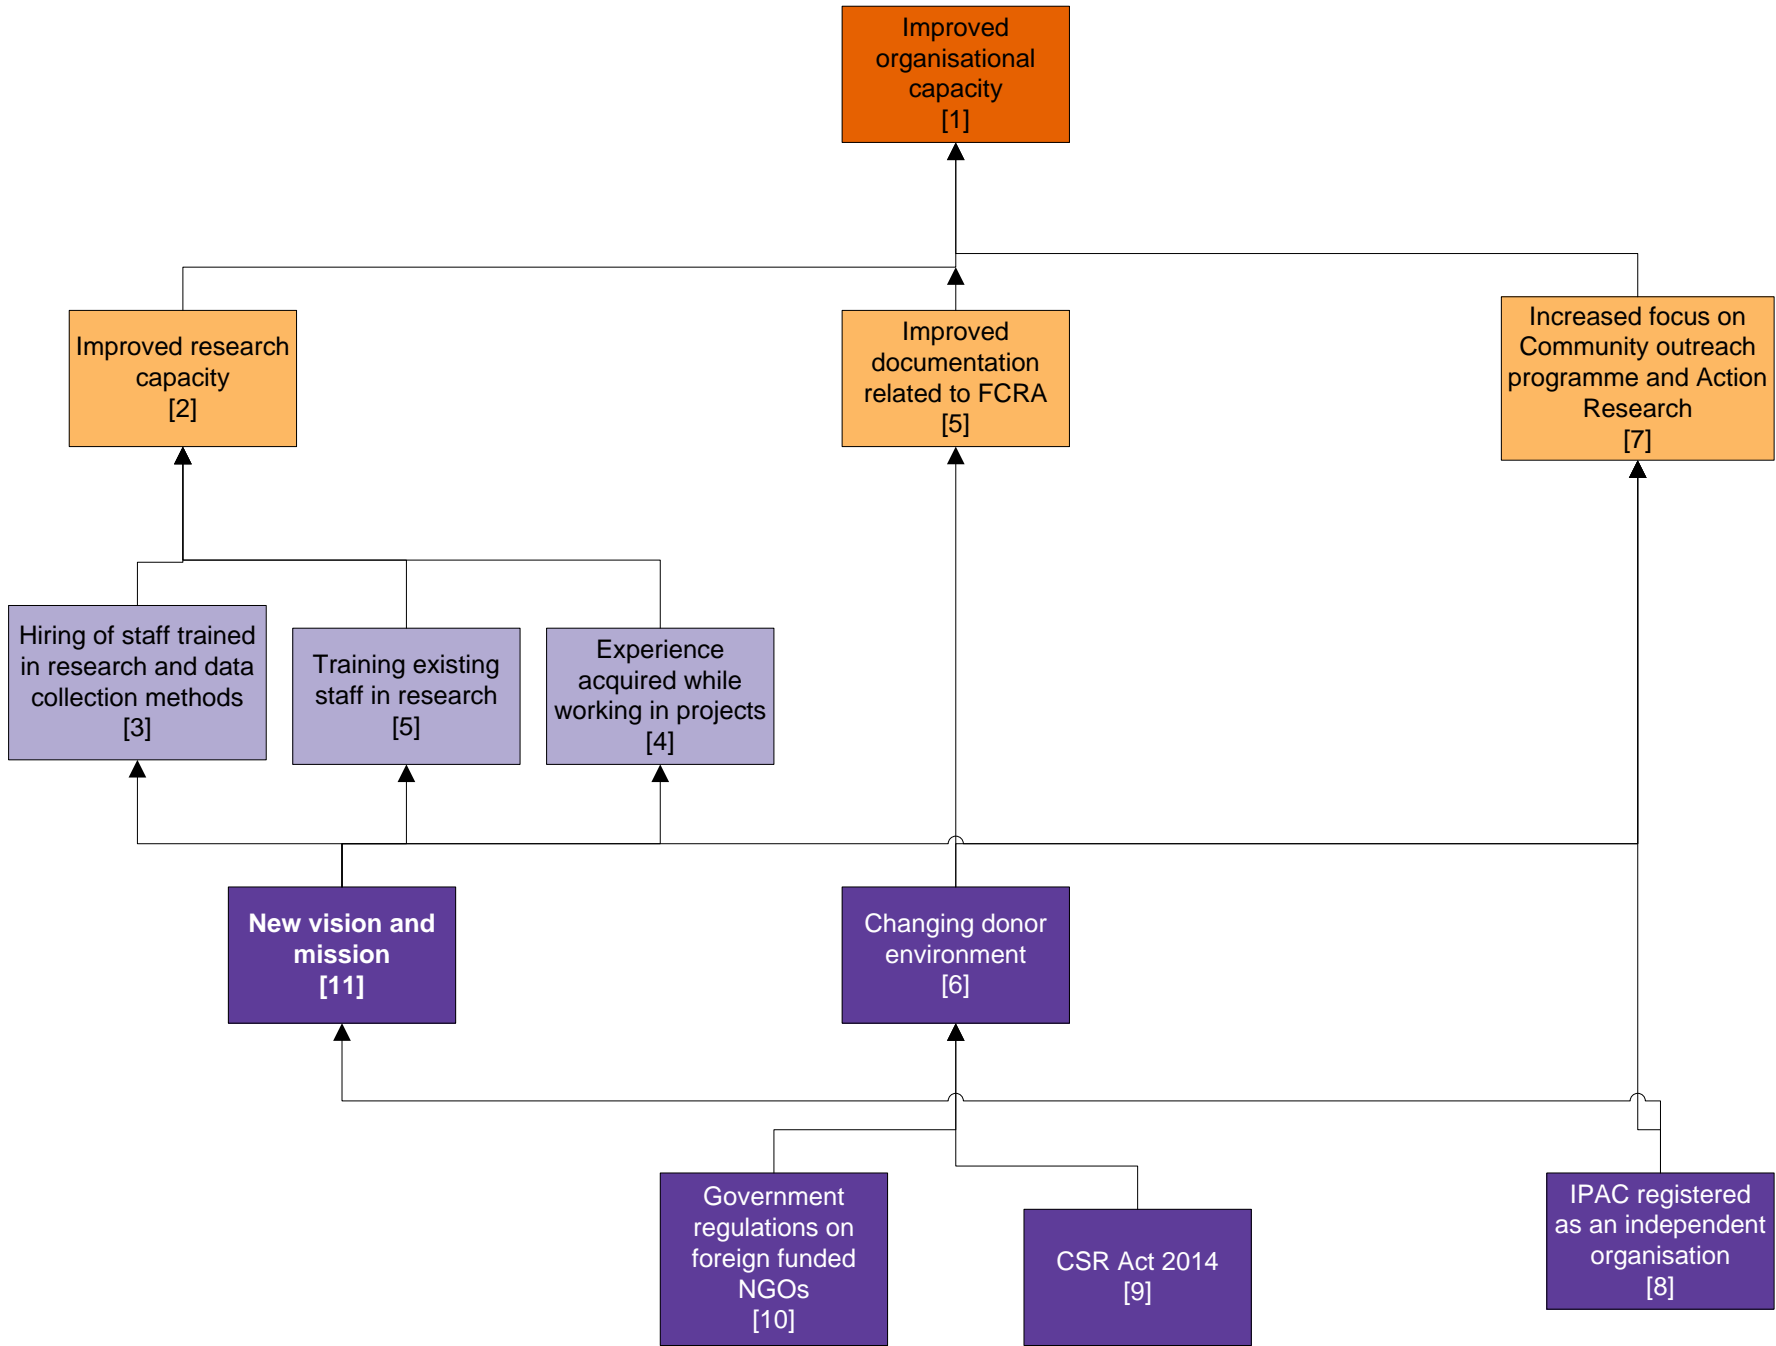 Improved
organisational
capacity
[1]
Improved research
capacity
[2]
Improved
documentation
related to FCRA
[5]
Increased focus on
Community outreach
programme and Action
Research
[7]
Hiring of staff trained
in research and data
collection methods
[3]
Training existing
staff in research
[5]
Experience
acquired while
working in projects
[4]
New vision and
mission
[11]
Changing donor
environment
[6]
Government
regulations on
foreign funded
NGOs
[10]
CSR Act 2014
[9]
IPAC registered
as an independent
organisation
[8]